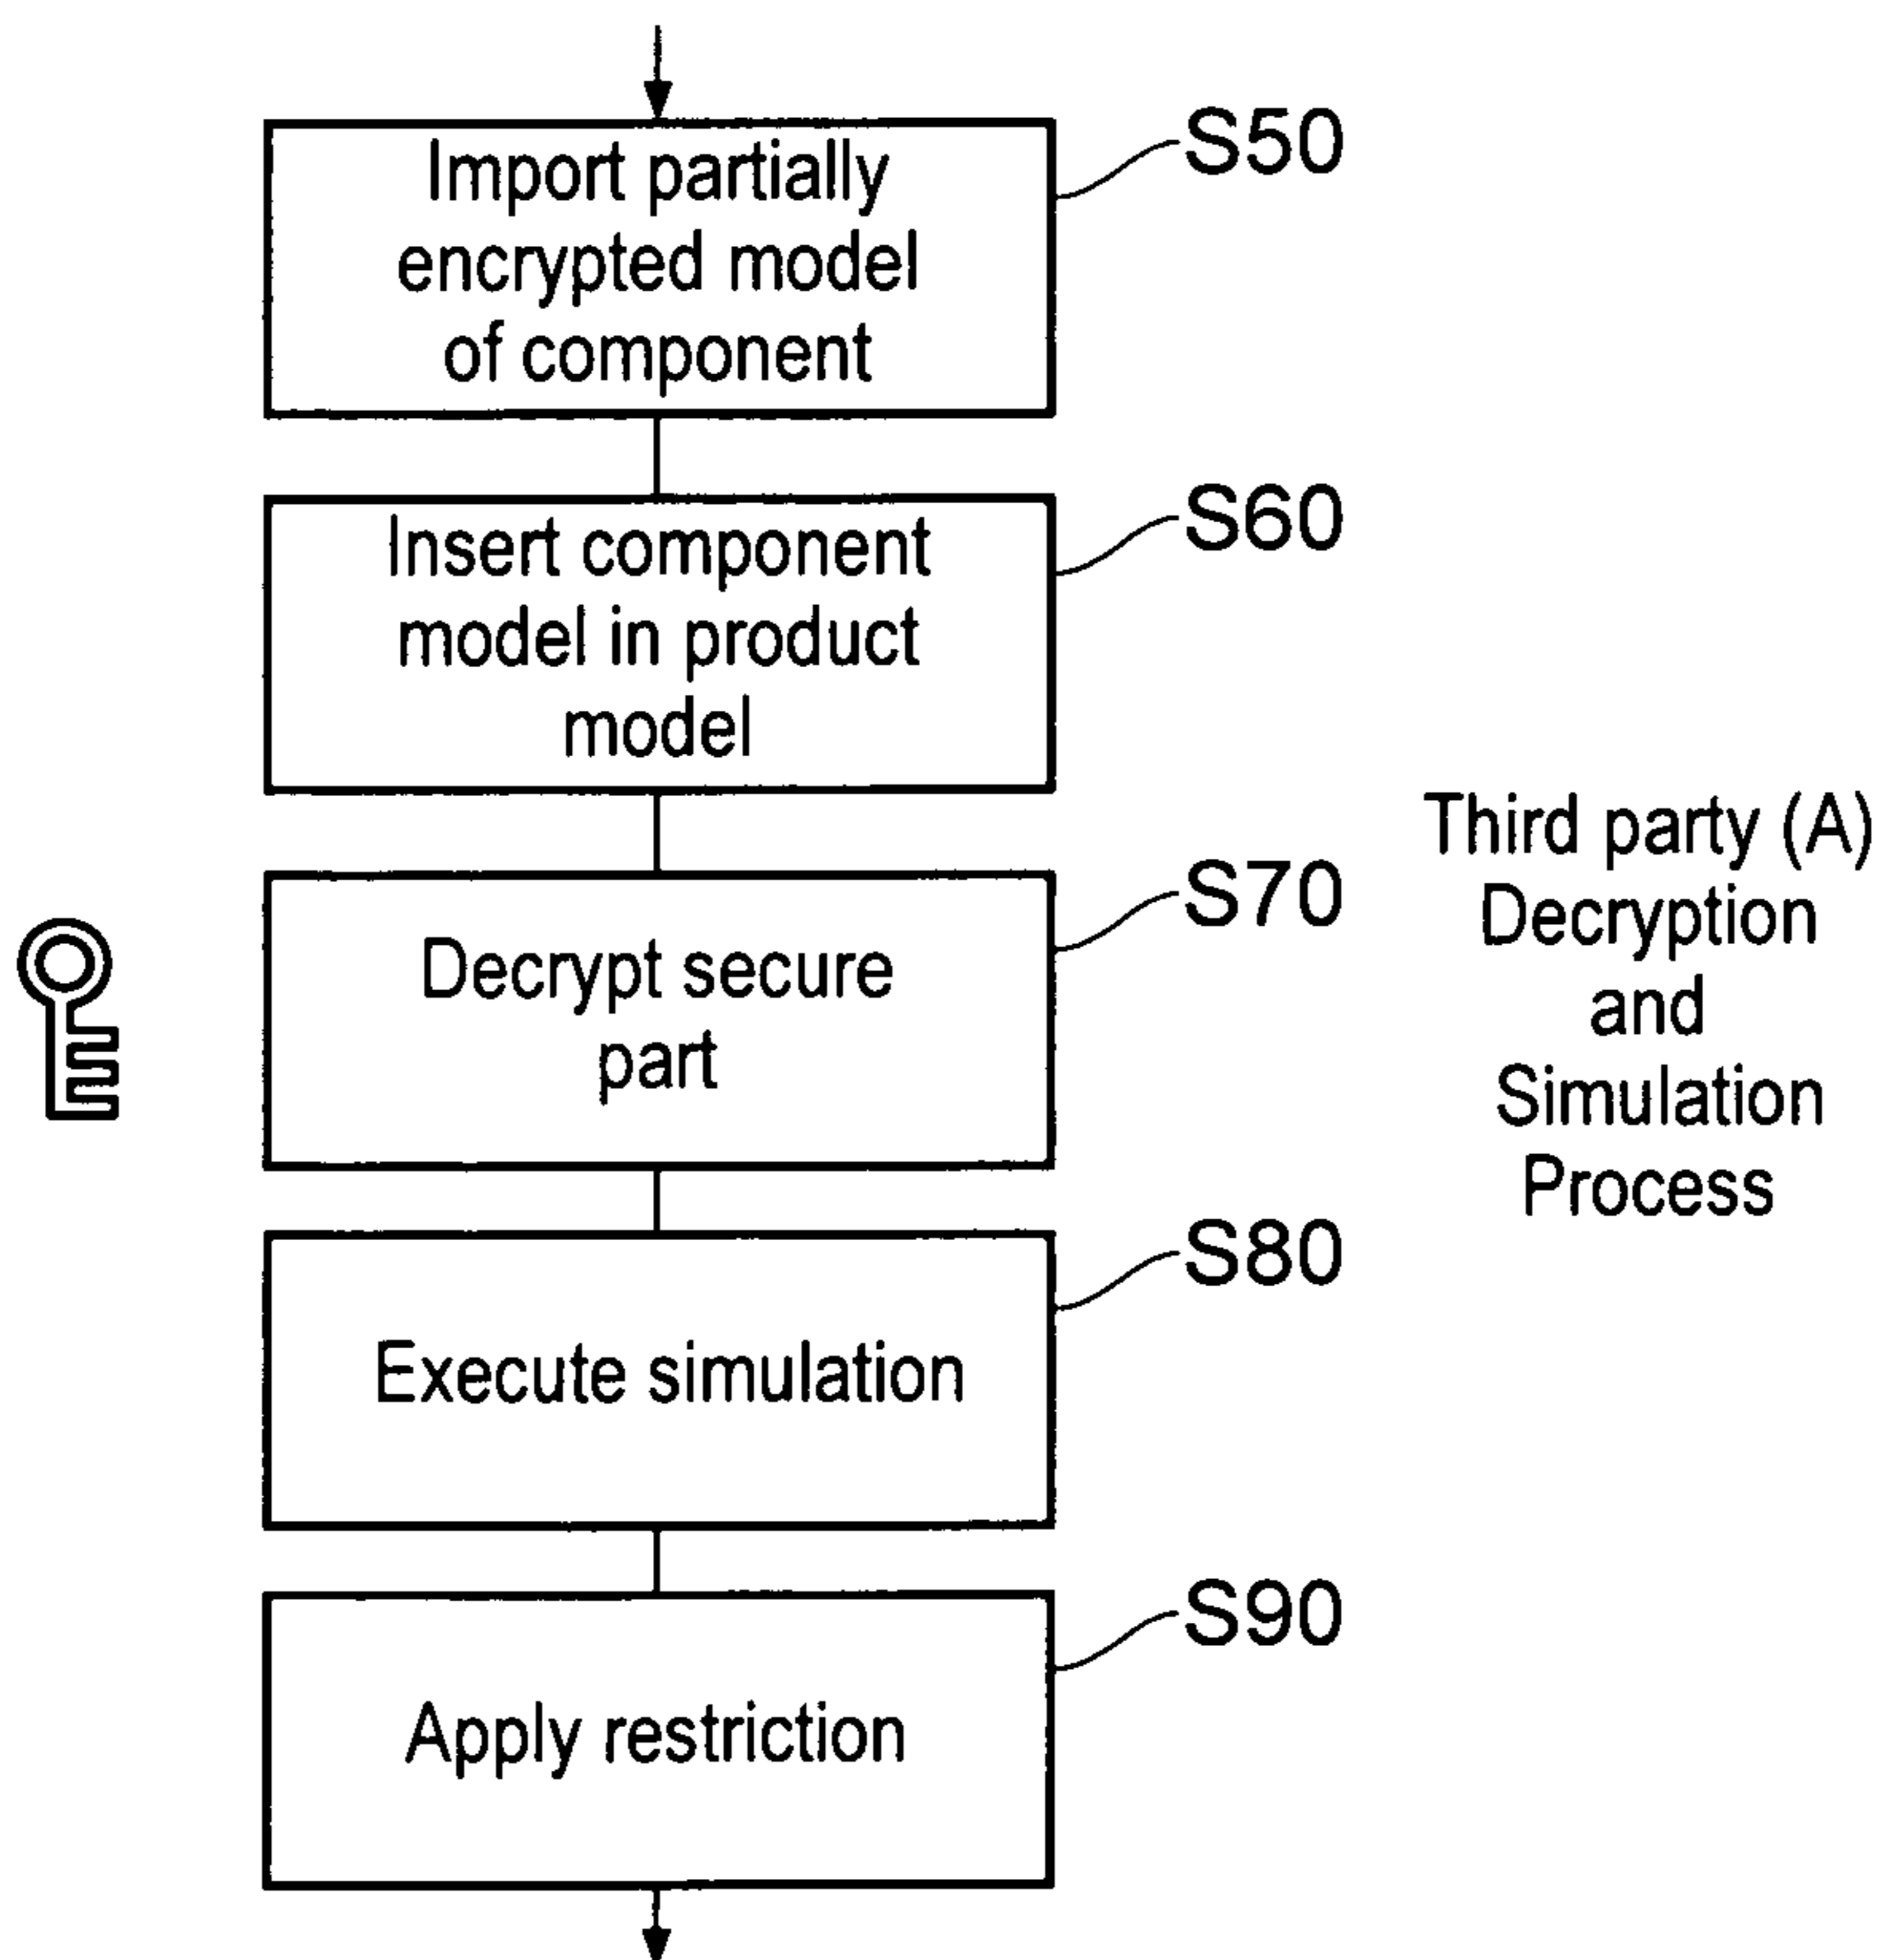 Import partially
encrypted model
of component
S50
Insert component
model in product
model
S60
Decrypt secure
part
S70
Execute simulation
S80
Apply restriction
S90
Third party (A)
Decryption
and
Simulation
Process